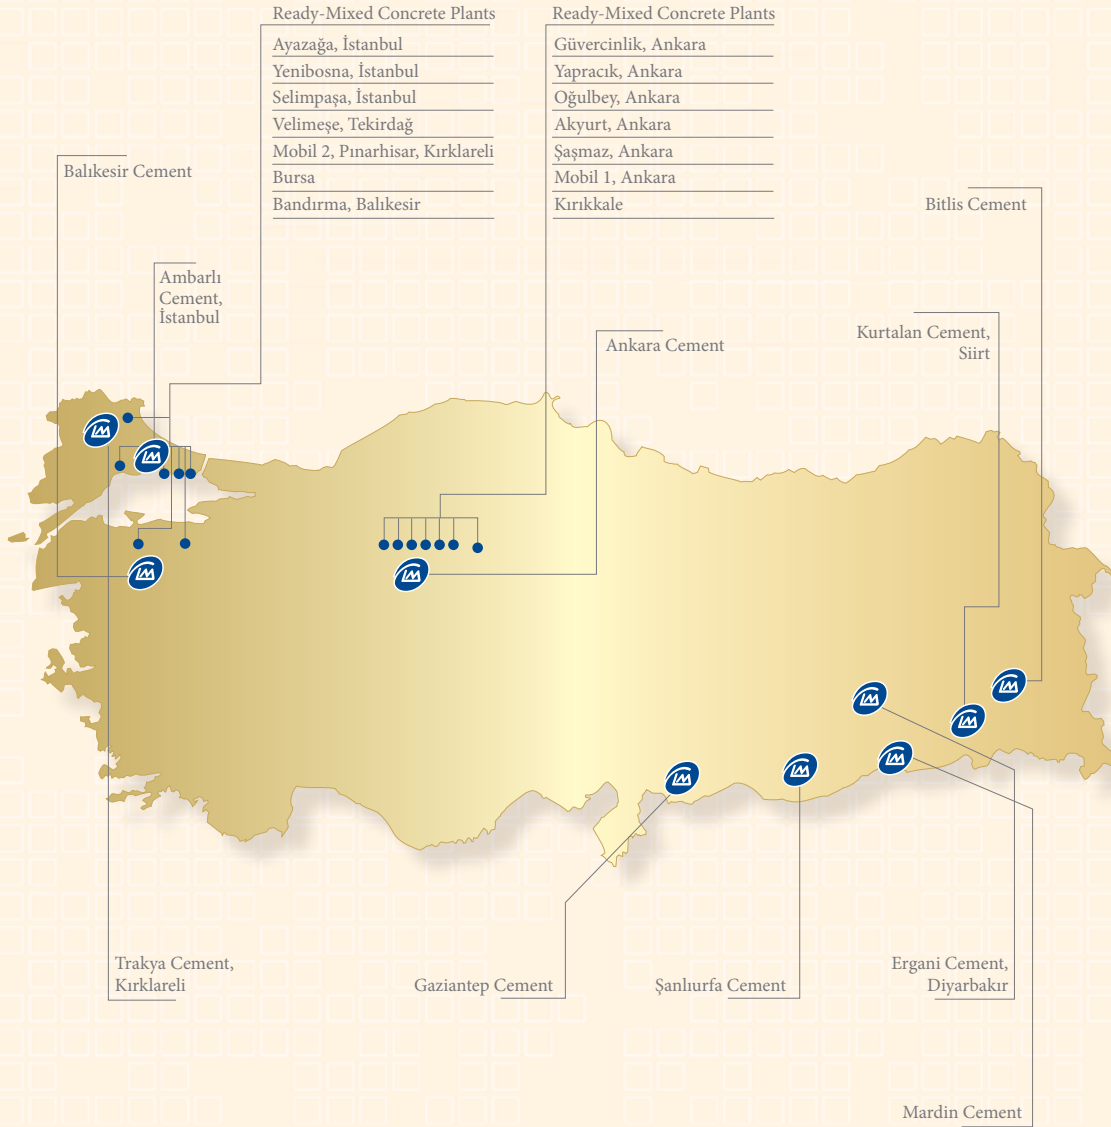 Ready-Mixed Concrete Plants
Ayazağa, İstanbul
Yenibosna, İstanbul
Selimpaşa, İstanbul
Velimeşe, Tekirdağ
Mobil 2, Pınarhisar, Kırklareli
Bursa
Bandırma, Balıkesir
Ready-Mixed Concrete Plants
Güvercinlik, Ankara
Yapracık, Ankara
Oğulbey, Ankara
Akyurt, Ankara
Şaşmaz, Ankara
Mobil 1, Ankara
Kırıkkale
Balıkesir Cement
Bitlis Cement
Ambarlı
Cement,
İstanbul
Ankara Cement
Kurtalan Cement,
Siirt
Trakya Cement,
Kırklareli
Gaziantep Cement
Şanlıurfa Cement
Ergani Cement,
Diyarbakır
Mardin Cement